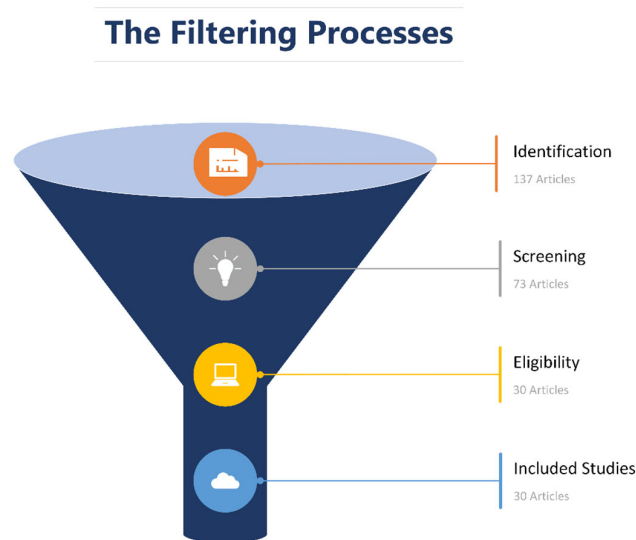 The Filtering Processes
Identification
137 Articles
Screening
73 Articles
Eligibility
30 Articles
Included Studies
30 Articles